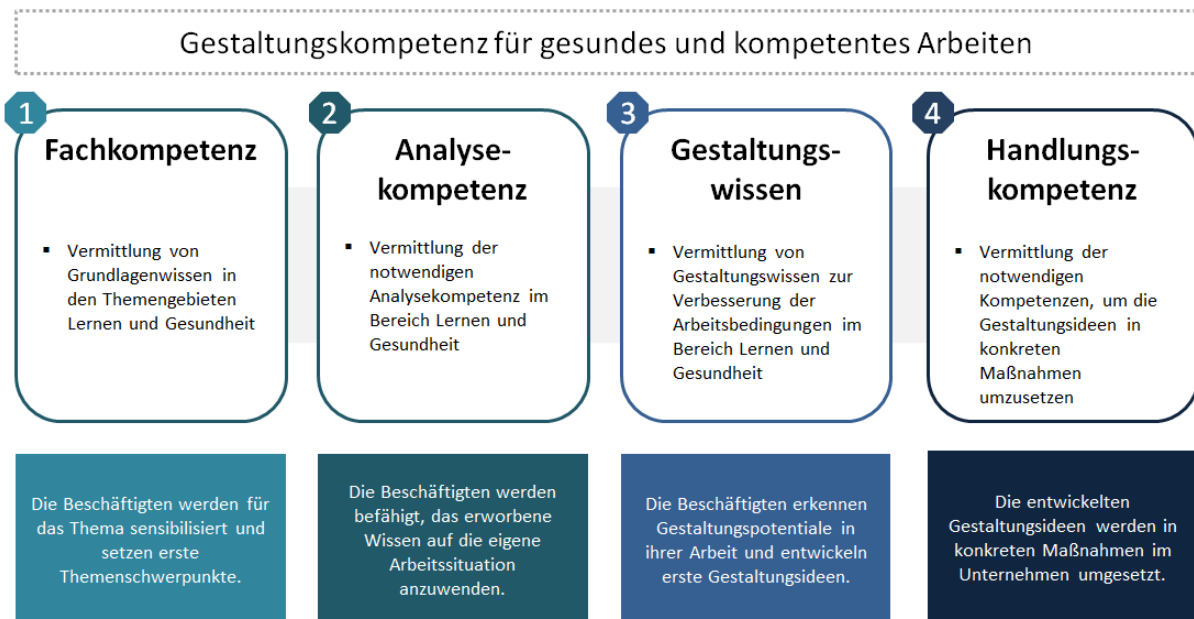 Gestaltungskompetenz für gesundes und kompetentes Arbeiten
1
Fachkompetenz
▪ Vermittlung von
Grundlagenwissen in
den Themengebieten
Lernen und Gesundheit
Die Beschäftigten werden für
das Thema sensibilisiert und
setzen erste
Themenschwerpunkte.
2
Analyse-
kompetenz
▪ Vermittlung der
notwendigen
Analysekompetenz im
Bereich Lernen und
Gesundheit
Die Beschäftigten werden
befähigt, das erworbene
Wissen auf die eigene
Arbeitssituation
anzuwenden.
3
Gestaltungs-
wissen
▪ Vermittlung von
Gestaltungswissen zur
Verbesserung der
Arbeitsbedingungen im
Bereich Lernen und
Gesundheit
Die Beschäftigten erkennen
Gestaltungspotentiale in
ihrer Arbeit und entwickeln
erste Gestaltungsideen.
4
Handlungs-
kompetenz
▪ Vermittlung der
notwendigen
Kompetenzen, um die
Gestaltungsideen in
konkreten
Maßnahmen
umzusetzen
Die entwickelten
Gestaltungsideen werden in
konkreten Maßnahmen im
Unternehmen umgesetzt.